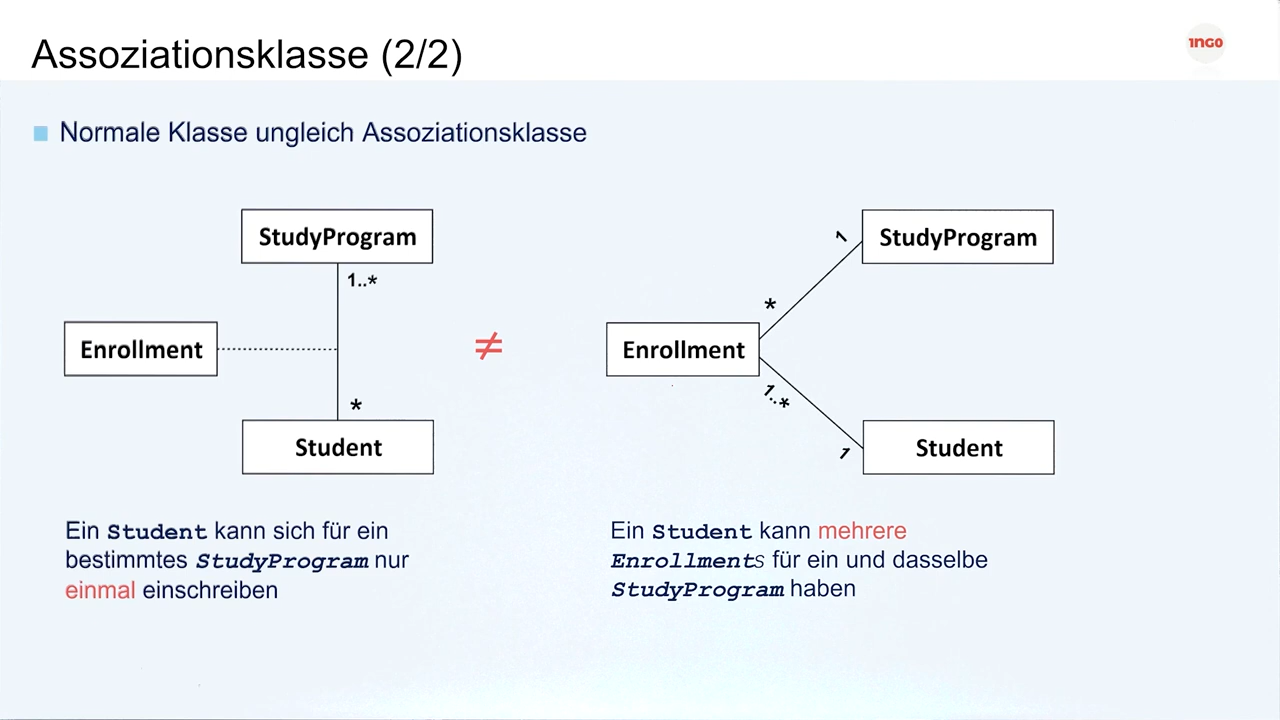 Assoziationsklasse (2/2)
1NGO
Normale Klasse ungleich Assoziationsklasse
StudyProgram
1..*
Enrollment
*
Student
≠
StudyProgram
1
*
Enrollment
1..*
1
Student
Ein Student kann sich für ein
bestimmtes StudyProgram nur
einmal einschreiben
Ein Student kann mehrere
Enrollments für ein und dasselbe
StudyProgram haben